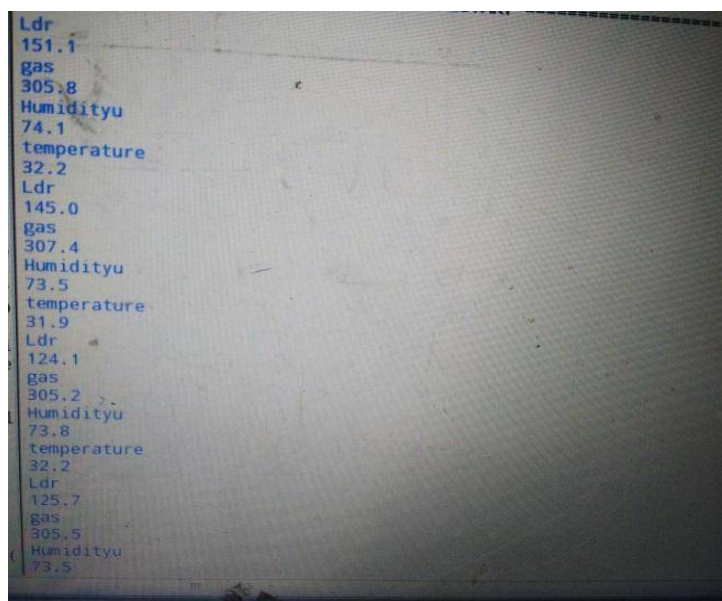 Ldr
151.1
gas
305.8
Humidityu
74.1
temperature
32.2
Ldr
145.0
gas
307.4
Humidityu
73.5
temperature
31.9
Ldr
124.1
gas
305.2
Humidityu
73.8
temperature
32.2
Ldr
125.7
gas
305.5
Humidityu
73.5